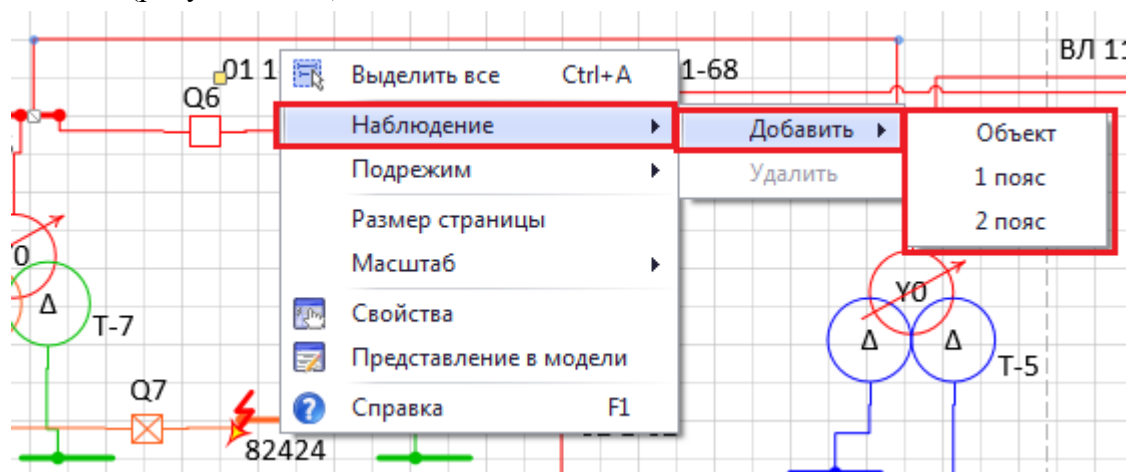 ВЛ 11
01 1
1-68
Q6
Выделить все Ctrl+A
Наблюдение
Добавить
Объект
Подрежим
Удалить
1 пояс
Размер страницы
2 пояс
Масштаб
Y0
0
Δ
Т-7
Свойства
Δ
Δ
Т-5
Представление в модели
Q7
Справка F1
82424